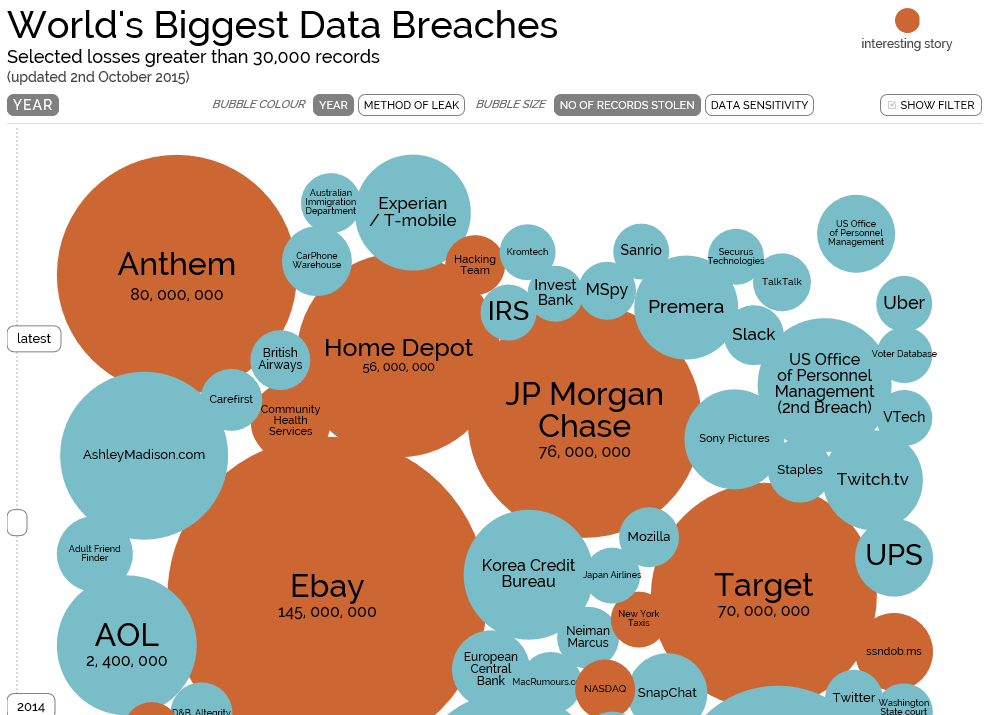 World's Biggest Data Breaches
Selected losses greater than 30,000 records
(updated 2nd October 2015)
interesting story
YEAR
BUBBLE COLOUR
YEAR
METHOD OF LEAK
BUBBLE SIZE
NO OF RECORDS STOLEN
DATA SENSITIVITY
SHOW FILTER
latest
2014
Anthem
80, 000, 000
Australian
Immigration
Department
Experian
/ T-mobile
CarPhone
Warehouse
Hacking
Team
Kromtech
Sanrio
Securus
Technologies
US Office
of Personnel
Management
TalkTalk
Invest
Bank
MSpy
IRS
Premera
Uber
Slack
Voter Database
British
Airways
Home Depot
56, 000, 000
US Office
of Personnel
Management
(2nd Breach)
Carefirst
Community
Health
Services
JP Morgan
Chase
76, 000, 000
VTech
Sony Pictures
AshleyMadison.com
Staples
Twitch.tv
Adult Friend
Finder
Mozilla
UPS
Korea Credit
Bureau
Japan Airlines
Ebay
145, 000, 000
Target
70, 000, 000
New York
Taxis
AOL
2, 400, 000
Neiman
Marcus
ssndob.ms
European
Central
Bank
MacRumours.co
NASDAQ
SnapChat
Twitter
Washington
State court
D&B, Altegrity